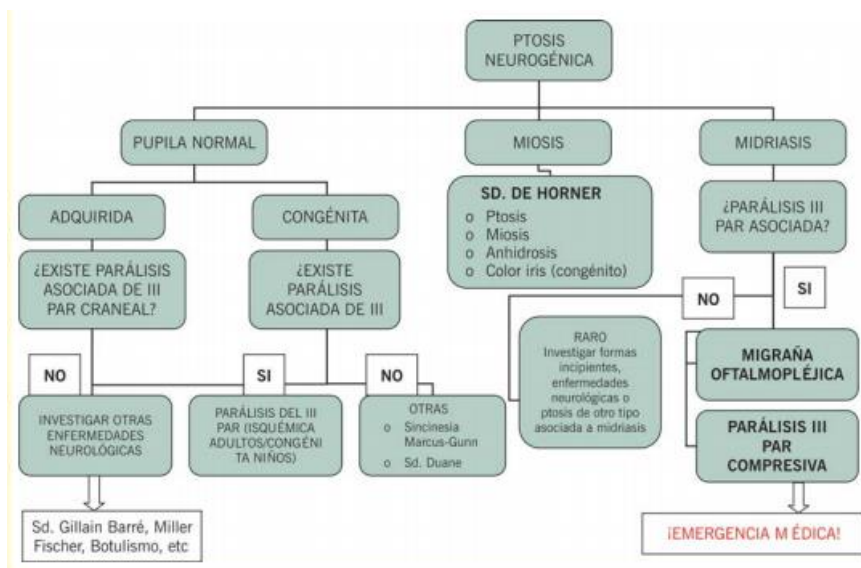 PTOSIS
NEUROGÉNICA
PUPILA NORMAL
MIOSIS
MIDRIASIS
ADQUIRIDA
CONGÉNITA
SD. DE HORNER
o Ptosis
o Miosis
o Anhidrosis
o Color iris (congénito)
¿PARÁLISIS III
PAR ASOCIADA?
¿EXISTE PARÁLISIS
ASOCIADA DE III
PAR CRANEAL?
¿EXISTE
PARÁLISIS
ASOCIADA DE III
NO
SI
NO
SI
NO
RARO
Investigar formas
incipientes,
enfermedades
neurológicas o
ptosis de otro tipo
asociada a midriasis
MIGRAÑA
OFTALMOPLÉJICA
INVESTIGAR OTRAS
ENFERMEDADES
NEUROLÓGICAS
PARÁLISIS DEL III
PAR (ISQUÉMICA
ADULTOS/CONGÉNI
TA NIÑOS)
OTRAS
o Sincinesia
Marcus-Gunn
o Sd. Duane
PARÁLISIS III
PAR
COMPRESIVA
Sd. Gillain Barré, Miller
Fischer, Botulismo, etc
¡EMERGENCIA M ÉDICA!